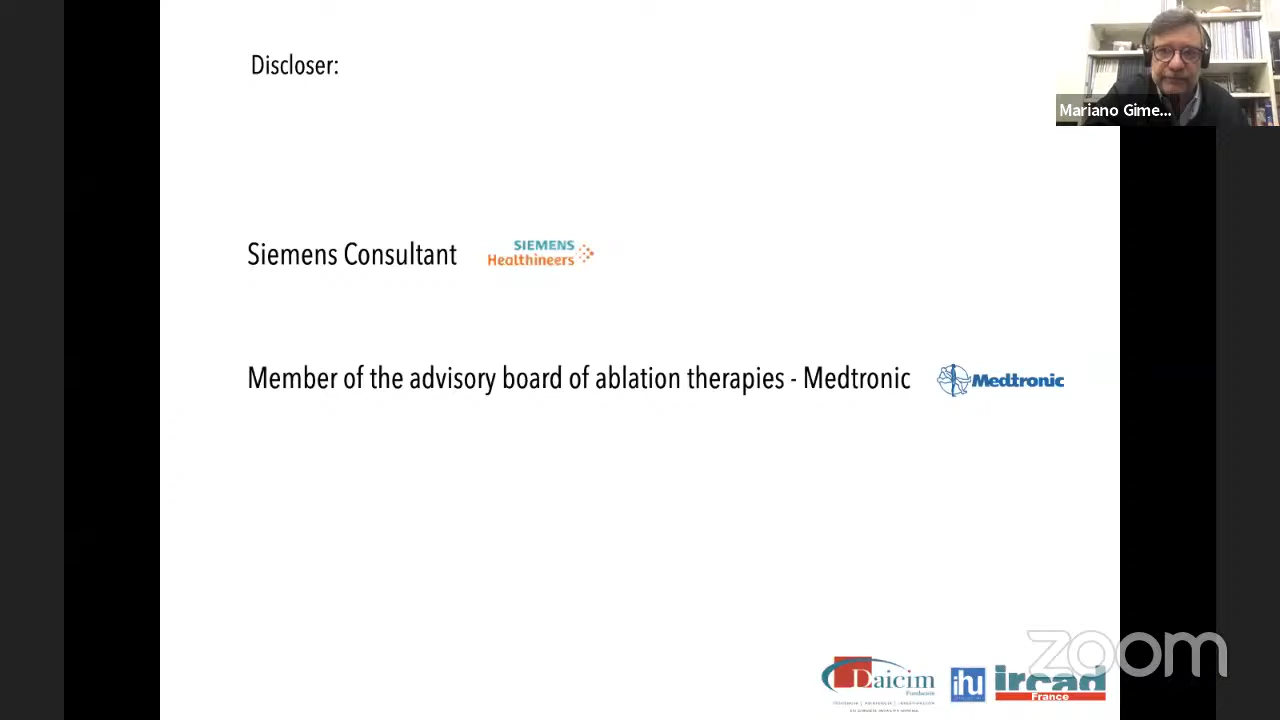 Discloser:
Mariano Gime...
Siemens Consultant
SIEMENS
Healthineers
Member of the advisory board of ablation therapies - Medtronic
Medtronic
zoom
Daicim
Fundación
ihu
ircad
France